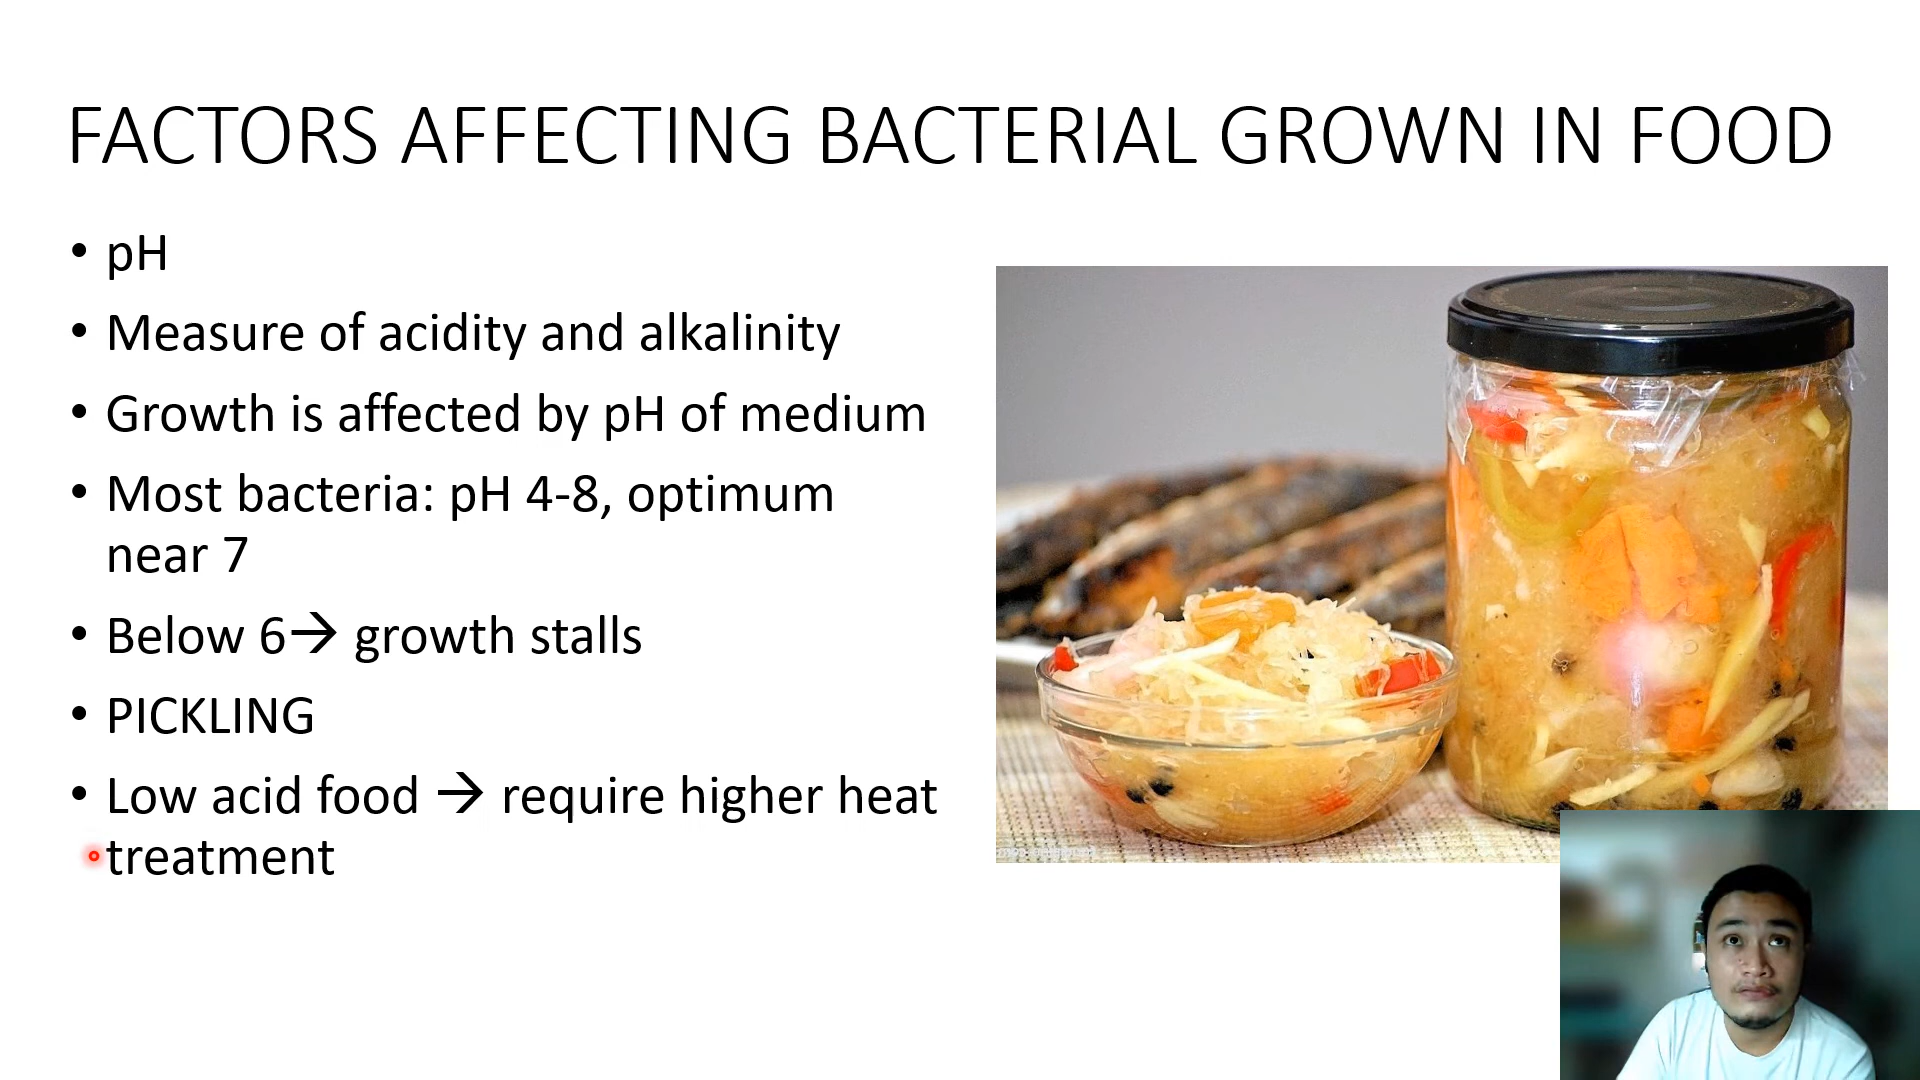 FACTORS AFFECTING BACTERIAL GROWN IN FOOD
• pH
• Measure of acidity and alkalinity
• Growth is affected by pH of medium
• Most bacteria: pH 4-8, optimum
near 7
• Below 6→ growth stalls
• PICKLING
• Low acid food → require higher heat
treatment